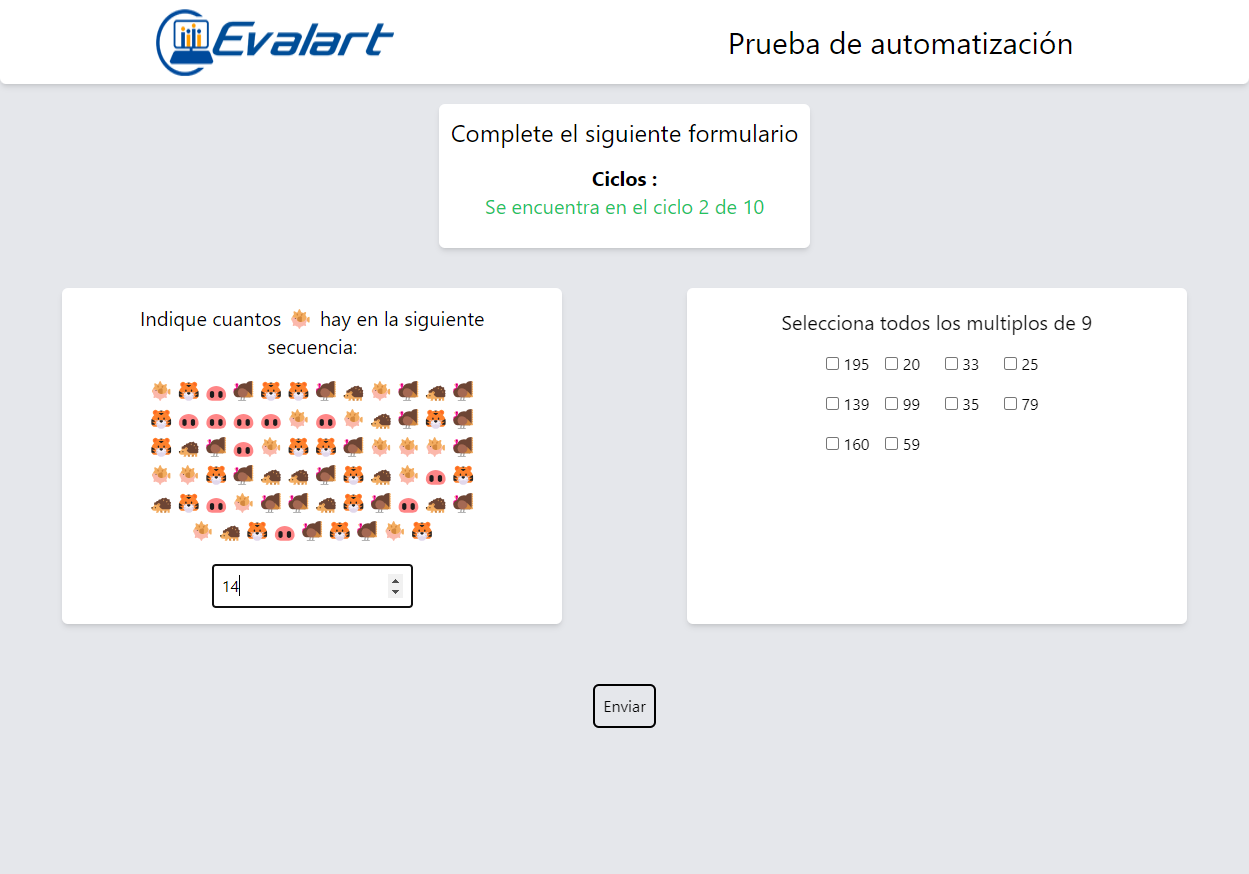 Evalart
Prueba de automatización
Complete el siguiente formulario
Ciclos :
Se encuentra en el ciclo 2 de 10
Indique cuantos hay en la siguiente
secuencia:
14
Selecciona todos los multiplos de 9
195 20 33 25
139 99 35 79
160 59
Enviar